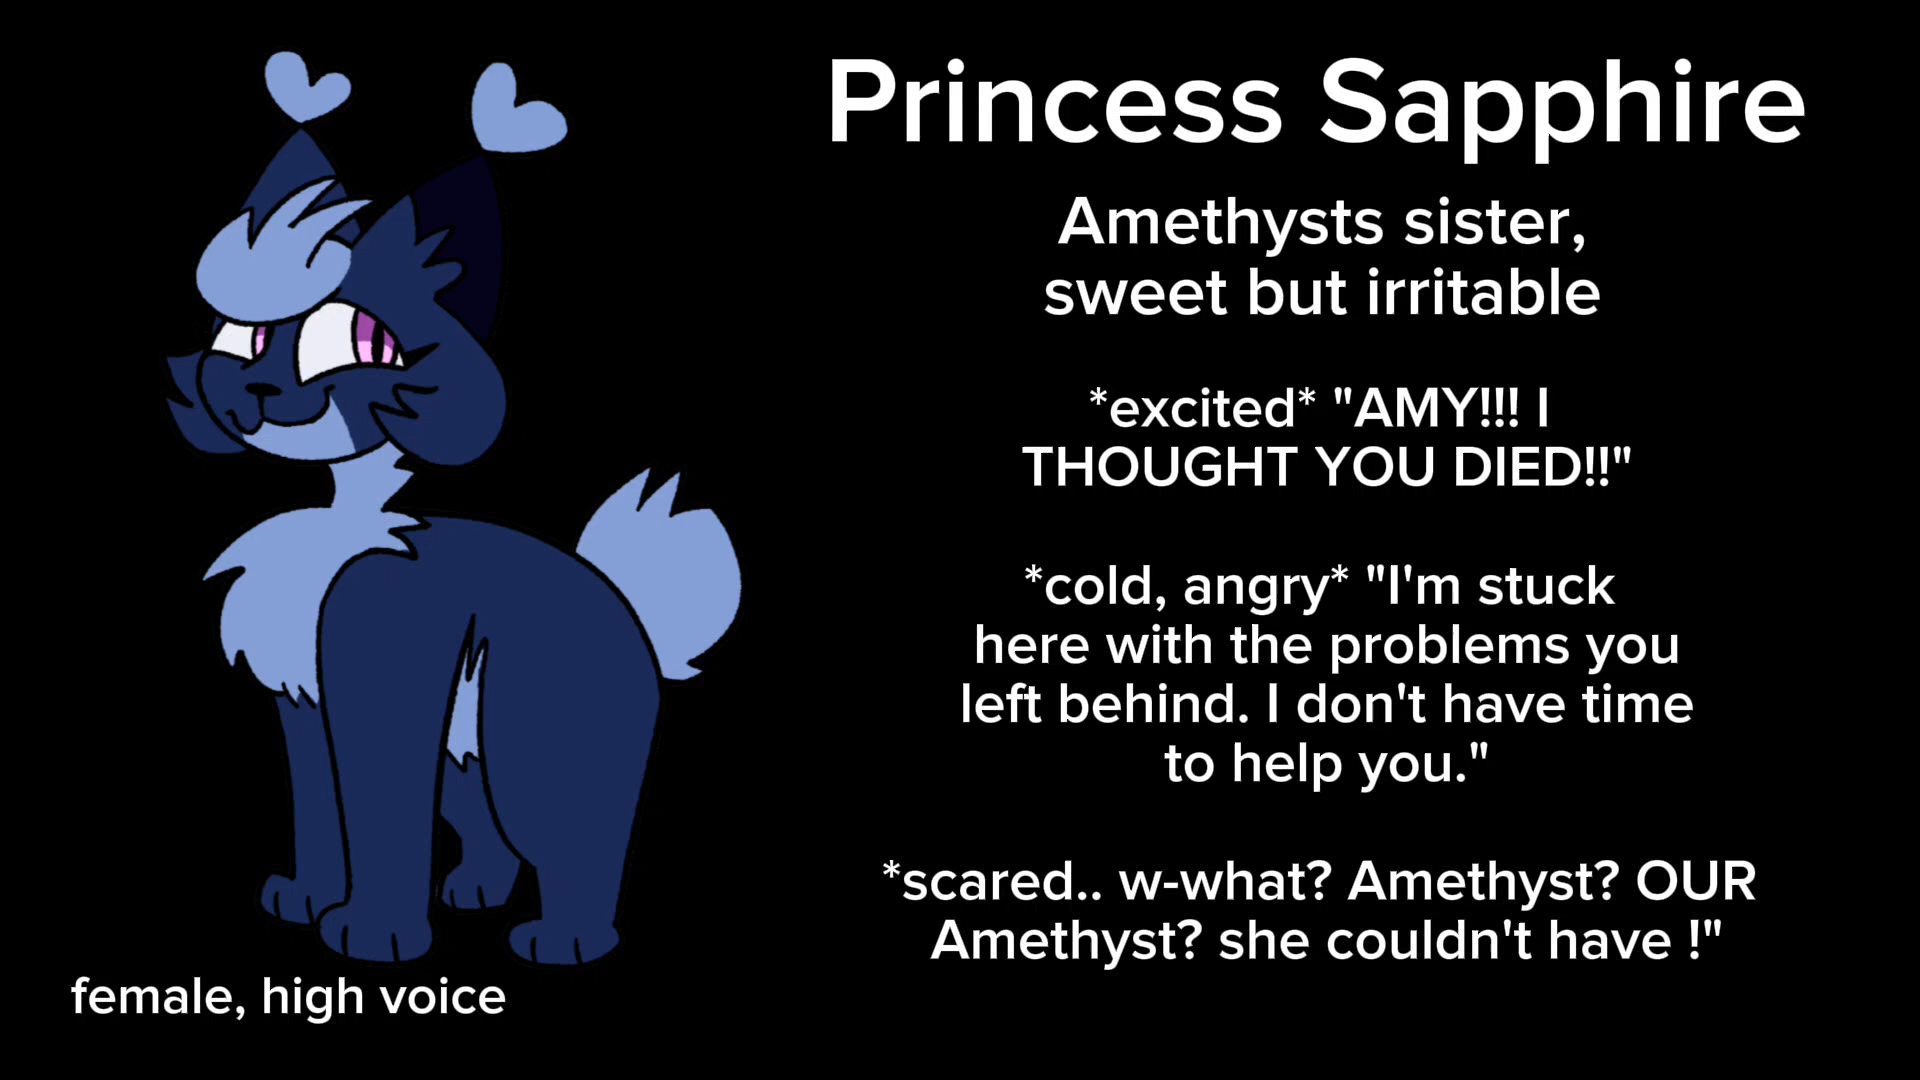 Princess Sapphire
Amethysts sister,
sweet but irritable
*excited* "AMY!!! I
THOUGHT YOU DIED!!"
*cold, angry* "I'm stuck
here with the problems you
left behind. I don't have time
to help you."
*scared.. w-what? Amethyst? OUR
Amethyst? she couldn't have !"
female, high voice